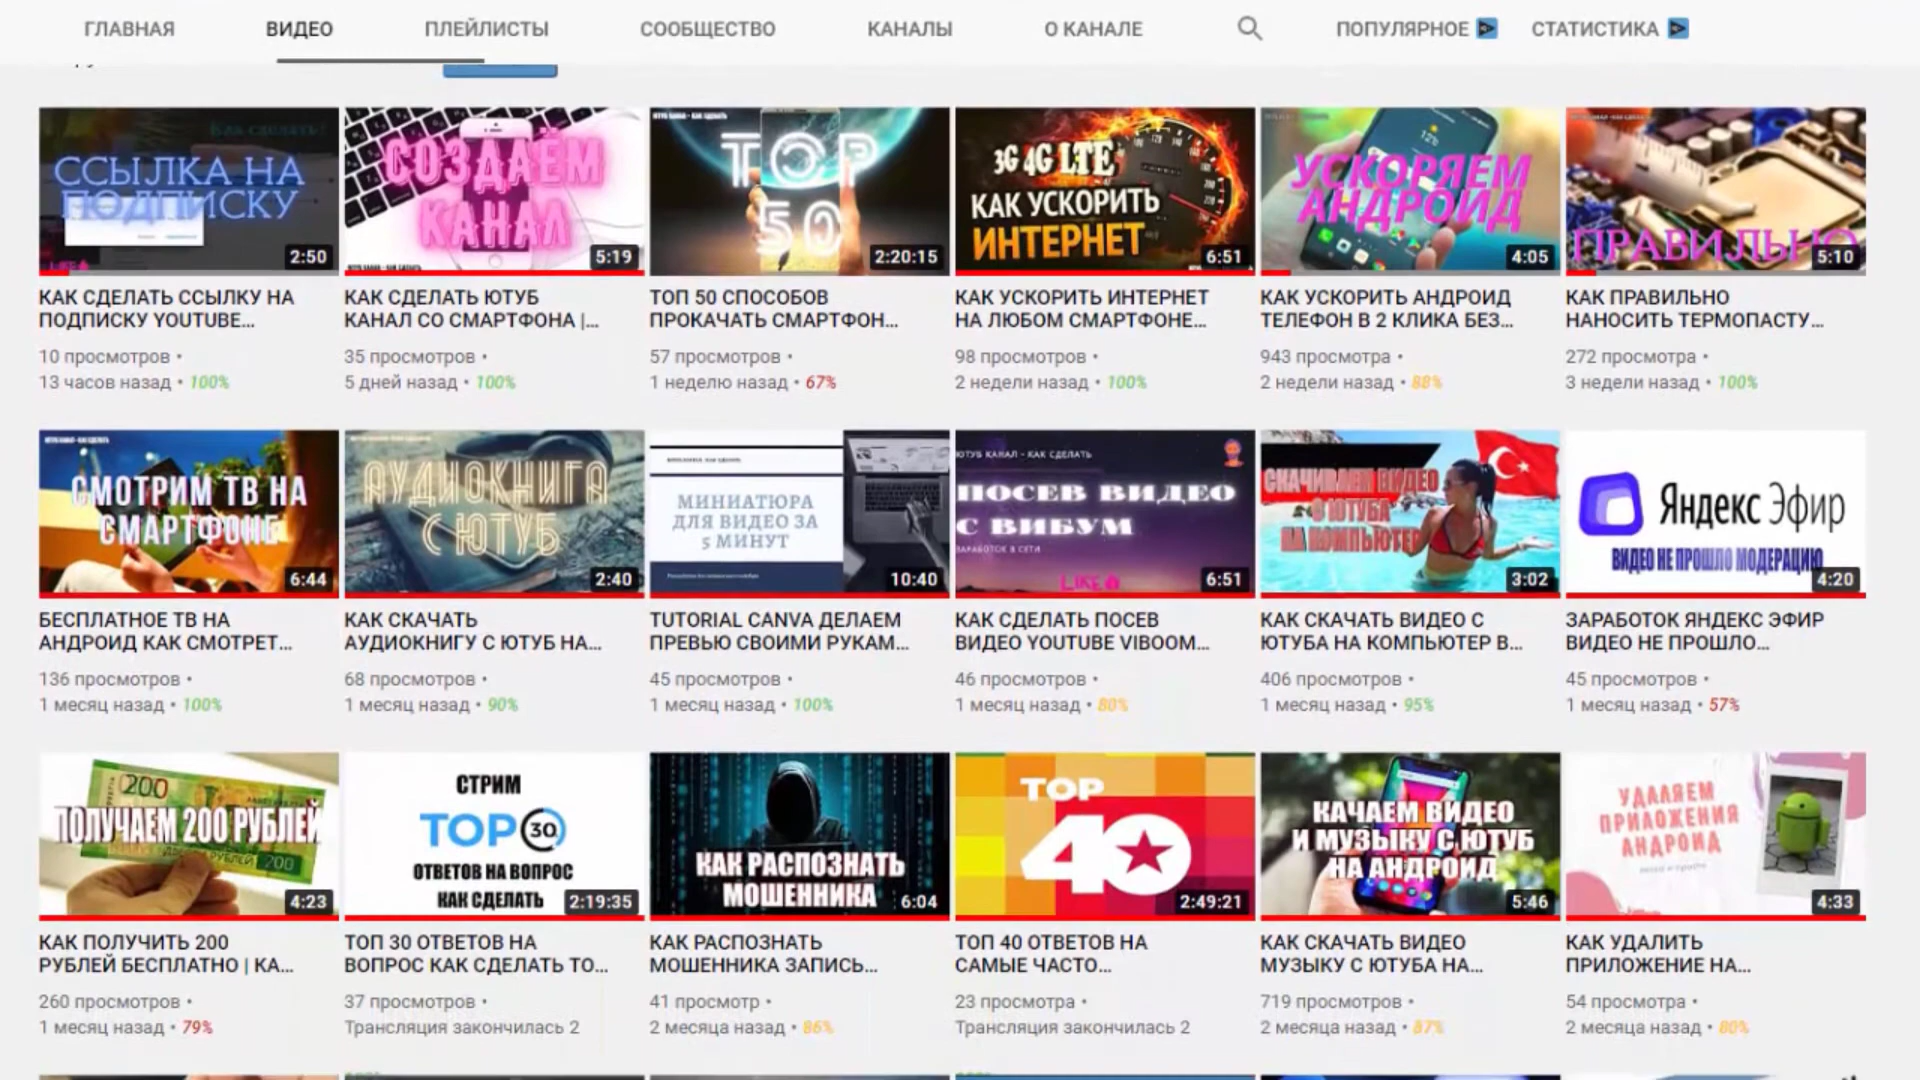 ГЛАВНАЯ ВИДЕО ПЛЕЙЛИСТЫ СООБЩЕСТВО КАНАЛЫ О КАНАЛЕ ПОПУЛЯРНОЕ СТАТИСТИКА
ССЫЛКА НА
ПОДПИСКУ
2:50
КАК СДЕЛАТЬ ССЫЛКУ НА
ПОДПИСКУ YOUTUBE...
10 просмотров •
13 часов назад • 100%
СОЗДАЁМ
КАНАЛ
5:19
КАК СДЕЛАТЬ ЮТУБ
КАНАЛ СО СМАРТФОНА |...
35 просмотров •
5 дней назад • 100%
TOP
50
2:20:15
ТОП 50 СПОСОБОВ
ПРОКАЧАТЬ СМАРТФОН...
57 просмотров •
1 неделю назад • 67%
3G 4G LTE
КАК УСКОРИТЬ
ИНТЕРНЕТ
6:51
КАК УСКОРИТЬ ИНТЕРНЕТ
НА ЛЮБОМ СМАРТФОНЕ...
98 просмотров •
2 недели назад • 100%
УСКОРЯЕМ
АНДРОИД
4:05
КАК УСКОРИТЬ АНДРОИД
ТЕЛЕФОН В 2 КЛИКА БЕЗ...
943 просмотра •
2 недели назад • 88%
ПРАВИЛЬНО
5:10
КАК ПРАВИЛЬНО
НАНОСИТЬ ТЕРМОПАСТУ...
272 просмотра •
3 недели назад • 100%
СМОТРИМ ТВ НА
СМАРТФОНЕ
6:44
БЕСПЛАТНОЕ ТВ НА
АНДРОИД КАК СМОТРЕТ...
136 просмотров •
1 месяц назад • 100%
АУДИОКНИГА
С ЮТУБ
2:40
КАК СКАЧАТЬ
АУДИОКНИГУ С ЮТУБ НА...
68 просмотров •
1 месяц назад • 90%
МИНИАТЮРА
ДЛЯ ВИДЕО ЗА
5 МИНУТ
10:40
TUTORIAL CANVA ДЕЛАЕМ
ПРЕВЬЮ СВОИМИ РУКАМ...
45 просмотров •
1 месяц назад • 100%
ЮТУБ КАНАЛ - КАК СДЕЛАТЬ
ПОСЕВ ВИДЕО
С ВИБУМ
ЗАРАБОТОК В СЕТИ
LIKE
6:51
КАК СДЕЛАТЬ ПОСЕВ
ВИДЕО YOUTUBE VIBOOM...
46 просмотров •
1 месяц назад • 80%
СКАЧИВАЕМ ВИДЕО
С ЮТУБА
НА КОМПЬЮТЕР
3:02
КАК СКАЧАТЬ ВИДЕО С
ЮТУБА НА КОМПЬЮТЕР В...
406 просмотров •
1 месяц назад • 95%
Яндекс Эфир
ВИДЕО НЕ ПРОШЛО МОДЕРАЦИЮ
4:20
ЗАРАБОТОК ЯНДЕКС ЭФИР
ВИДЕО НЕ ПРОШЛО...
45 просмотров •
1 месяц назад • 57%
200
ПОЛУЧАЕМ 200 РУБЛЕЙ
200
4:23
КАК ПОЛУЧИТЬ 200
РУБЛЕЙ БЕСПЛАТНО | КА...
260 просмотров •
1 месяц назад • 79%
СТРИМ
TOP 30
ОТВЕТОВ НА ВОПРОС
КАК СДЕЛАТЬ
2:19:35
ТОП 30 ОТВЕТОВ НА
ВОПРОС КАК СДЕЛАТЬ ТО...
37 просмотров •
Трансляция закончилась 2
КАК РАСПОЗНАТЬ
МОШЕННИКА
6:04
КАК РАСПОЗНАТЬ
МОШЕННИКА ЗАПИСЬ...
41 просмотр •
2 месяца назад • 86%
TOP
40
2:49:21
ТОП 40 ОТВЕТОВ НА
САМЫЕ ЧАСТО...
23 просмотра •
Трансляция закончилась 2
КАЧАЕМ ВИДЕО
И МУЗЫКУ С ЮТУБ
НА АНДРОИД
5:46
КАК СКАЧАТЬ ВИДЕО
МУЗЫКУ С ЮТУБА НА...
719 просмотров •
2 месяца назад • 87%
УДАЛЯЕМ
ПРИЛОЖЕНИЯ
АНДРОИД
4:33
КАК УДАЛИТЬ
ПРИЛОЖЕНИЕ НА...
54 просмотра •
2 месяца назад • 80%